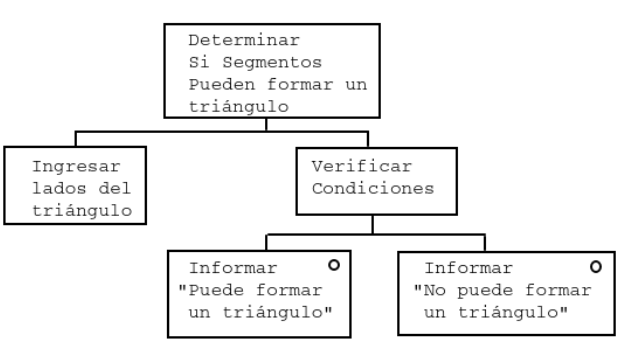 Determinar
Si Segmentos
Pueden formar un
triángulo
Ingresar
lados del
triángulo
Verificar
Condiciones
Informar
"Puede formar
un triángulo"
Informar
"No puede formar
un triángulo"